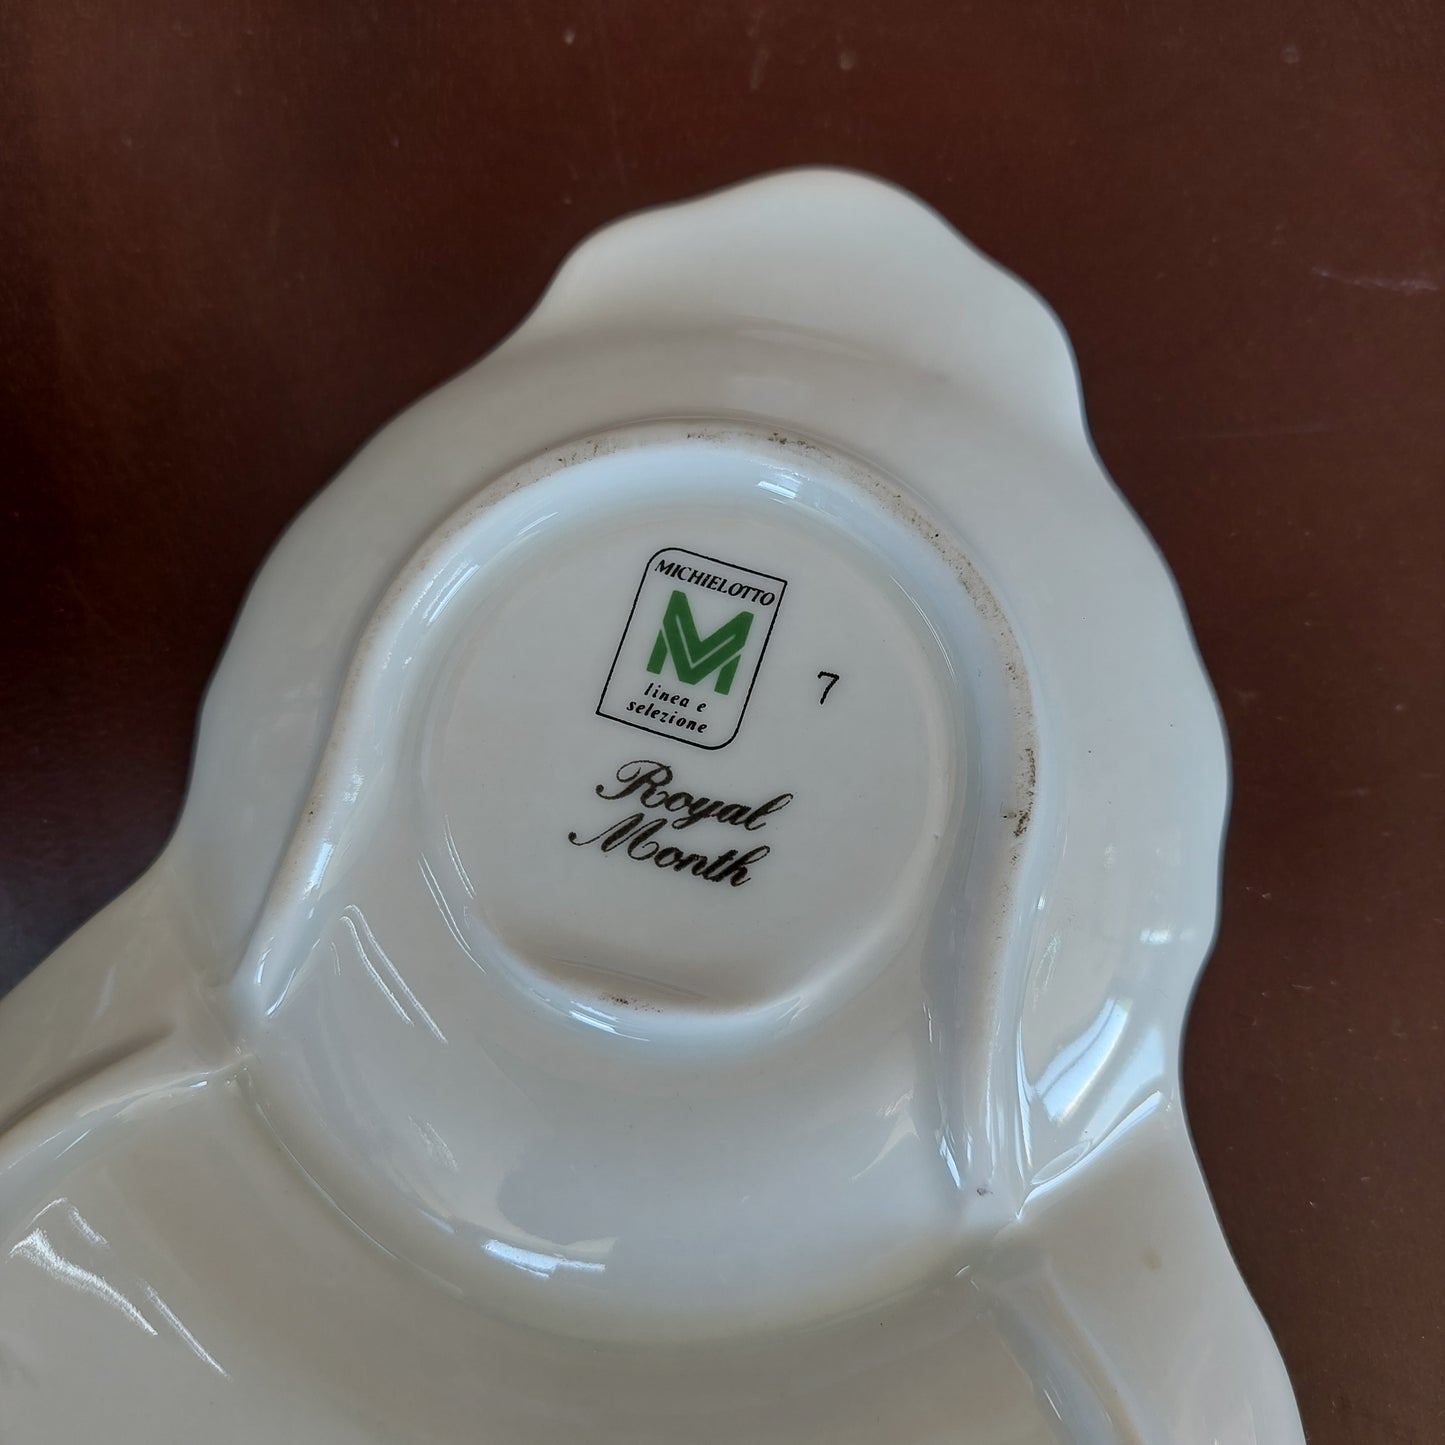 MICHIELOTTO
M
linea e
selezione
7
Royal
Month